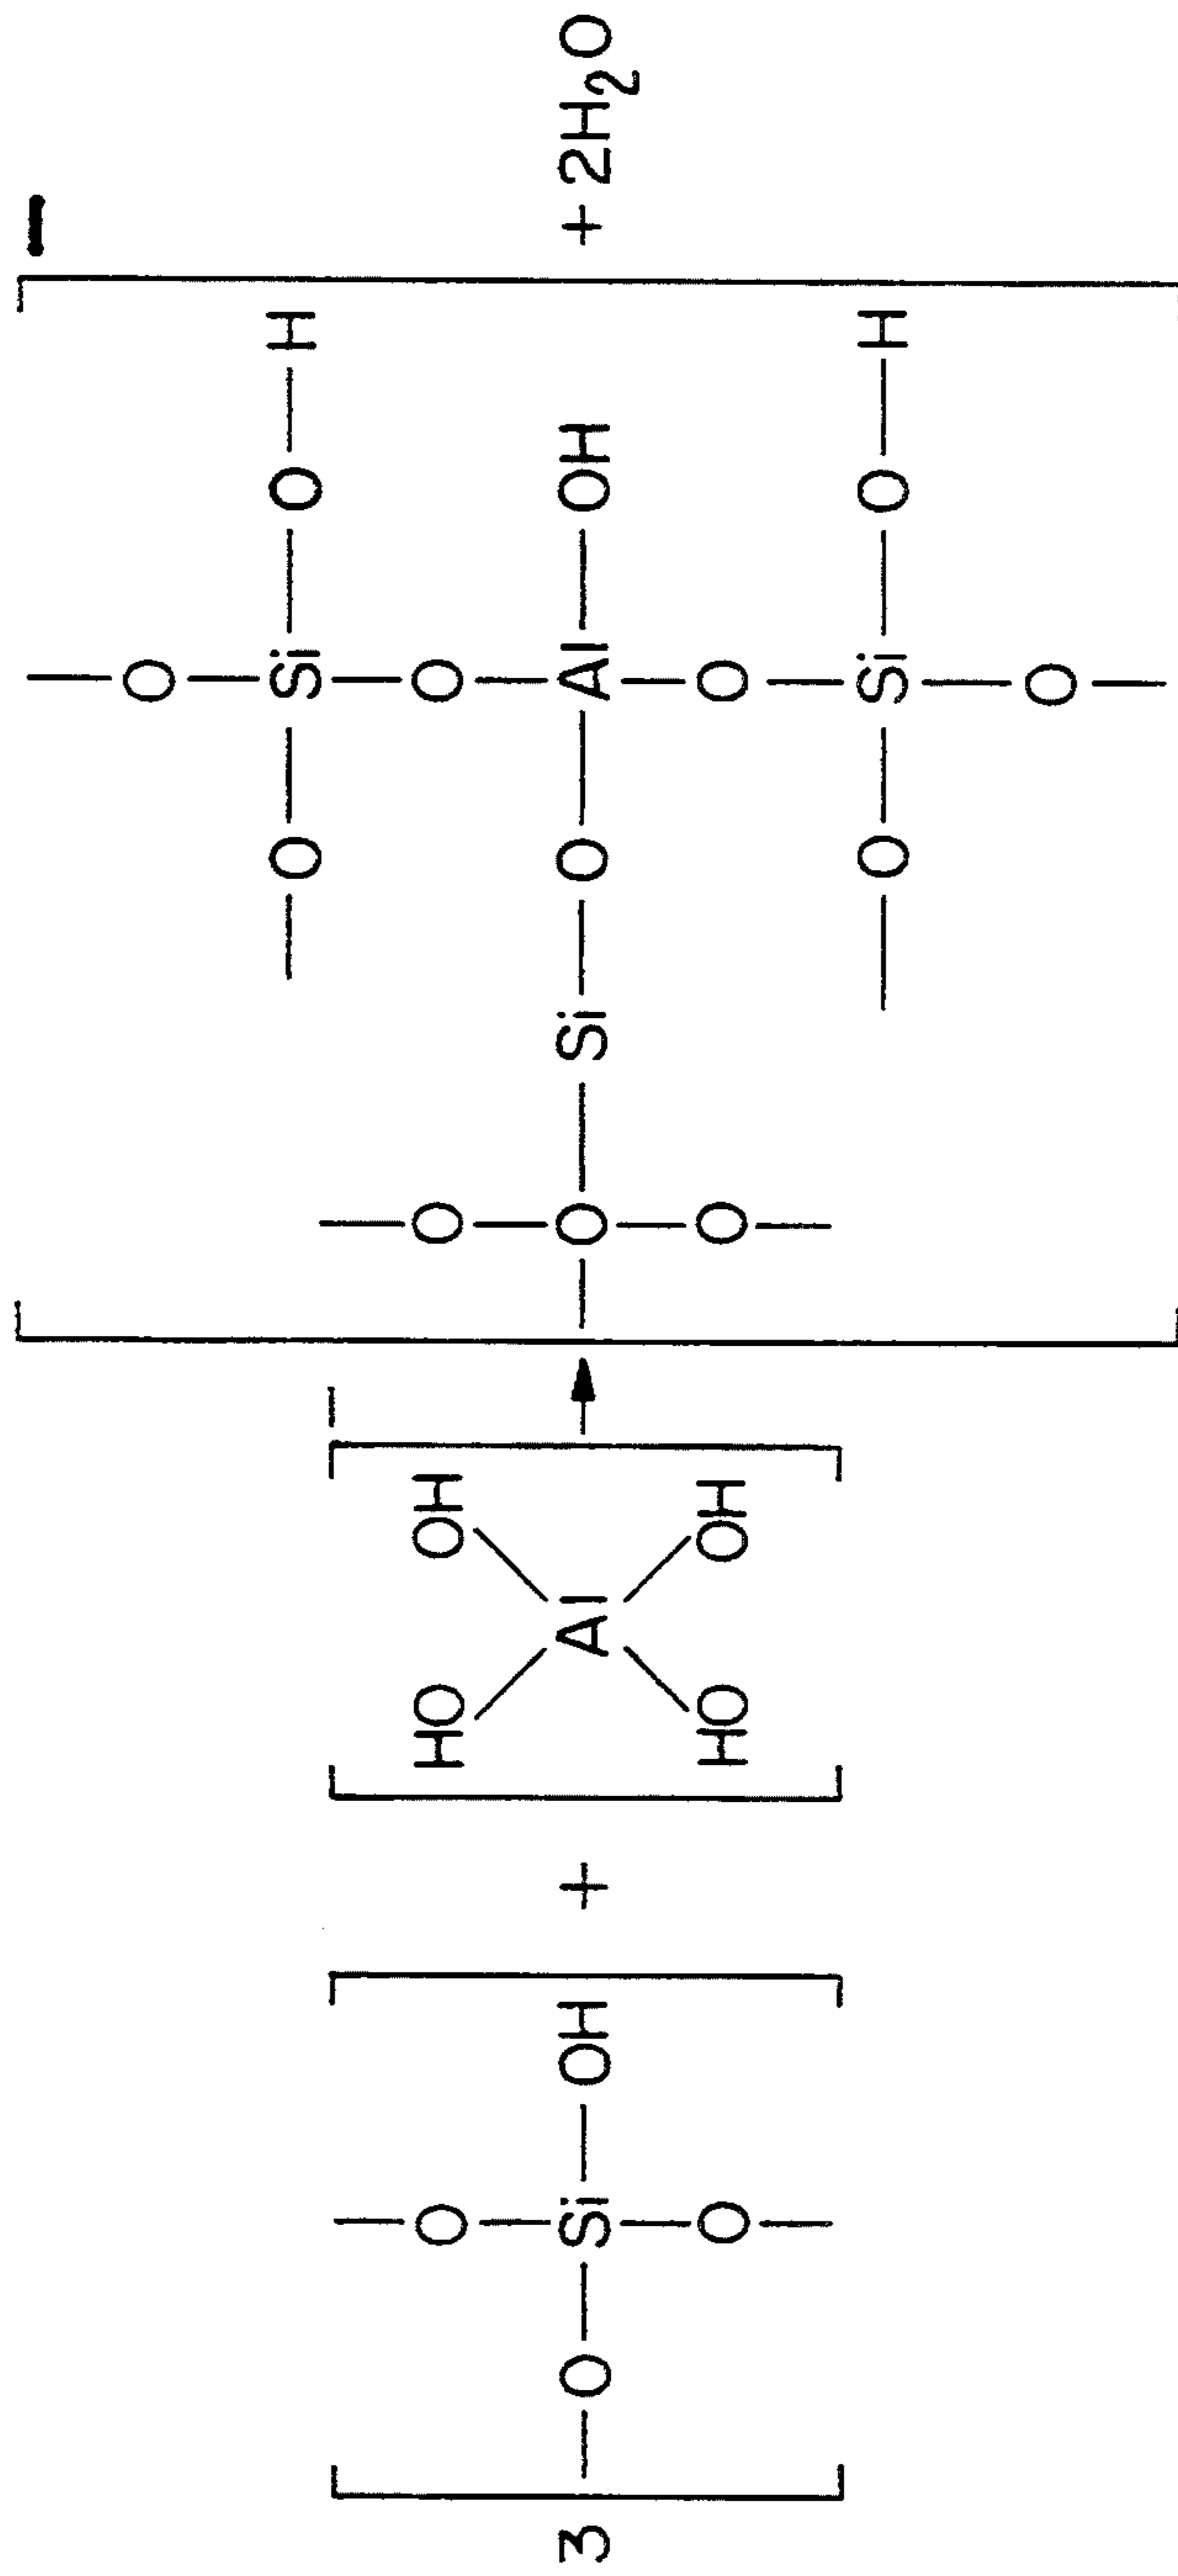 −
O
O Si O H
−
O HO OH O O
3 O Si OH + Al → O Si O Al OH + 2H₂O
O HO OH O O
O Si O H
O